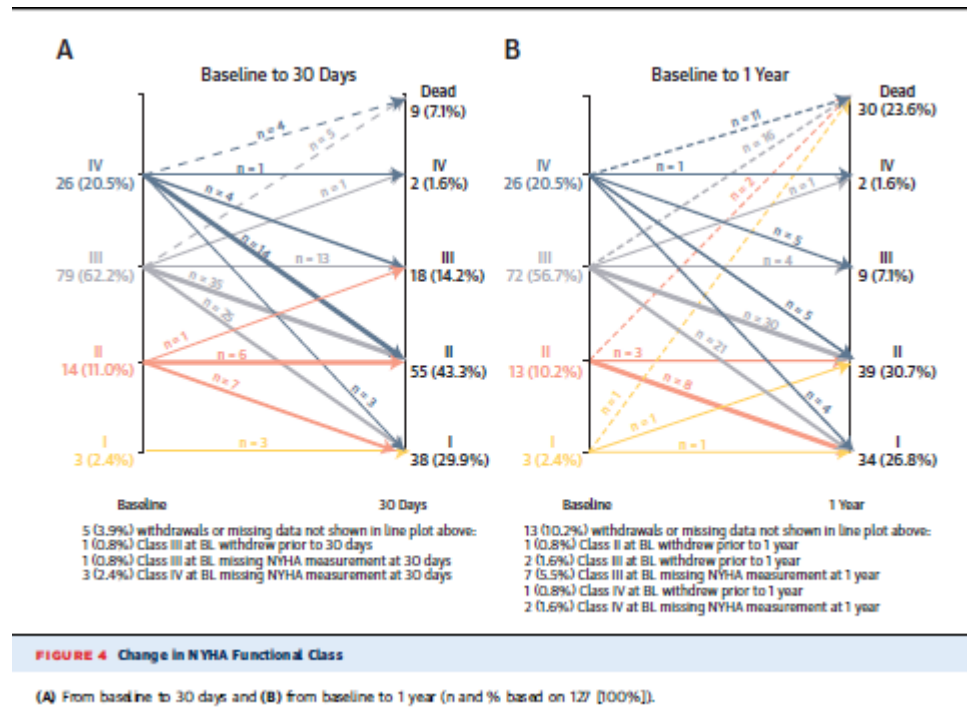 A
Baseline to 30 Days
Dead
9 (7.1%)
n = 4
n = 5
IV
26 (20.5%)
n = 1
IV
2 (1.6%)
n = 4
n = 1
n = 14
III
79 (62.2%)
n = 13
III
18 (14.2%)
n = 35
n = 25
n = 1
II
14 (11.0%)
n = 6
II
55 (43.3%)
n = 7
n = 3
I
3 (2.4%)
n = 3
I
38 (29.9%)
Baseline
30 Days
5 (3.9%) withdrawals or missing data not shown in line plot above:
1 (0.8%) Class III at BL withdrew prior to 30 days
1 (0.8%) Class III at BL missing NYHA measurement at 30 days
3 (2.4%) Class IV at BL missing NYHA measurement at 30 days
B
Baseline to 1 Year
Dead
30 (23.6%)
n = 11
n = 16
IV
26 (20.5%)
n = 1
IV
2 (1.6%)
n = 2
n = 1
n = 5
III
72 (56.7%)
n = 4
III
9 (7.1%)
n = 5
n = 30
n = 21
II
13 (10.2%)
n = 3
II
39 (30.7%)
n = 8
n = 1
n = 1
n = 4
I
3 (2.4%)
n = 1
I
34 (26.8%)
Baseline
1 Year
13 (10.2%) withdrawals or missing data not shown in line plot above:
1 (0.8%) Class II at BL withdrew prior to 1 year
2 (1.6%) Class III at BL withdrew prior to 1 year
7 (5.5%) Class III at BL missing NYHA measurement at 1 year
1 (0.8%) Class IV at BL withdrew prior to 1 year
2 (1.6%) Class IV at BL missing NYHA measurement at 1 year
FIGURE 4 Change in NYHA Functional Class
(A) From baseline to 30 days and (B) from baseline to 1 year (n and % based on 127 [100%]).